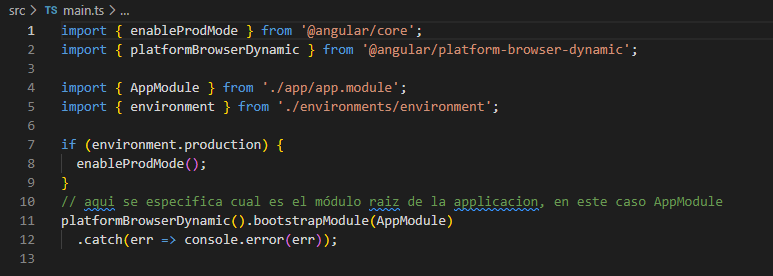 src > TS main.ts > ...
1 import { enableProdMode } from '@angular/core';
2 import { platformBrowserDynamic } from '@angular/platform-browser-dynamic';
3
4 import { AppModule } from './app/app.module';
5 import { environment } from './environments/environment';
6
7 if (environment.production) {
8   enableProdMode();
9 }
10 // aqui se especifica cual es el módulo raiz de la applicacion, en este caso AppModule
11 platformBrowserDynamic().bootstrapModule(AppModule)
12   .catch(err => console.error(err));
13